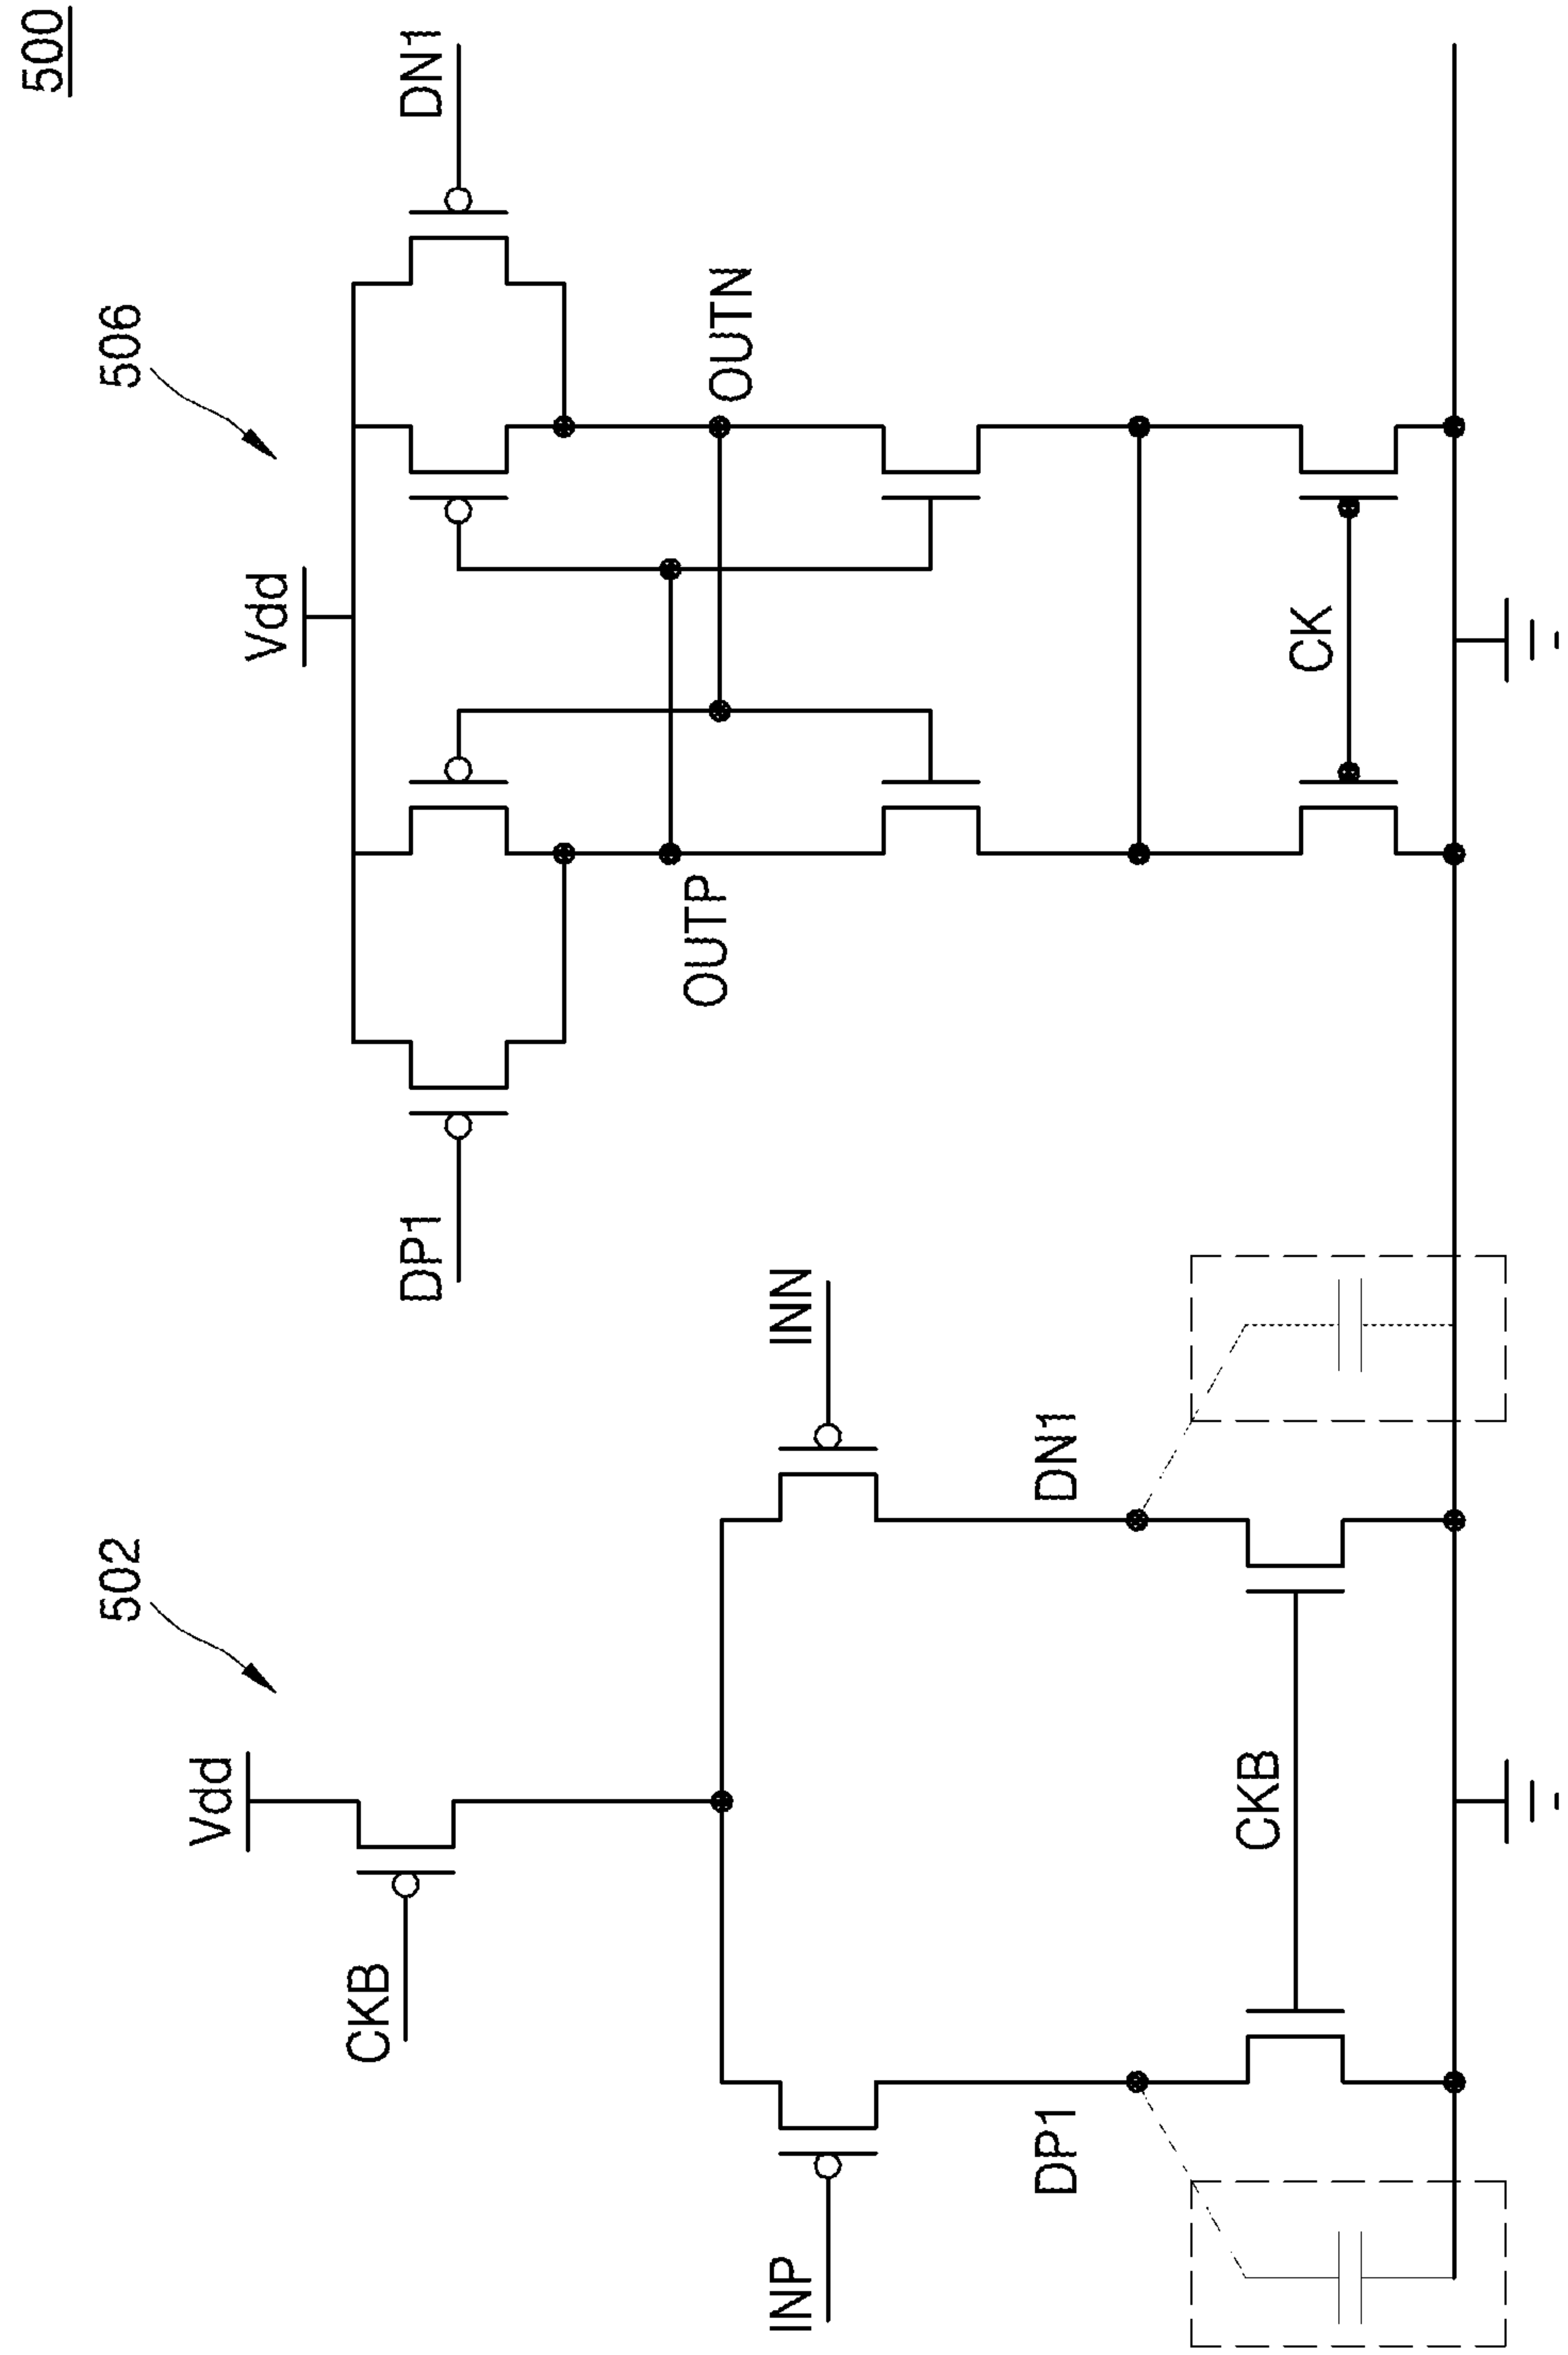 500
502
506
Vdd
CKB
INP
INN
DP1
DN1
CKB
Vdd
DP1
DN1
OUTP
OUTN
CK